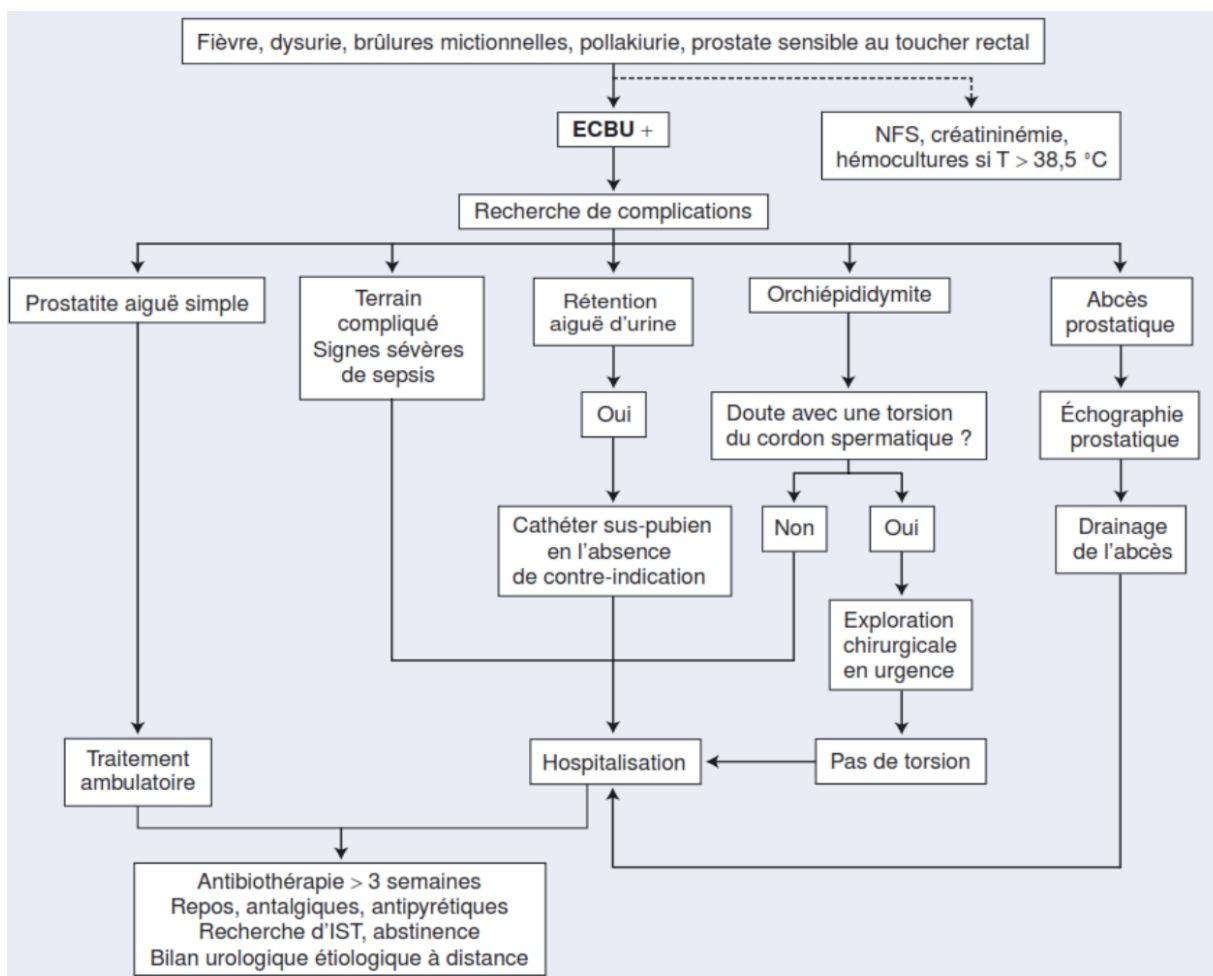 Fièvre, dysurie, brûlures mictionnelles, pollakiurie, prostate sensible au toucher rectal
ECBU +
NFS, créatininémie,
hémocultures si T > 38,5 °C
Recherche de complications
Prostatite aiguë simple
Terrain
compliqué
Signes sévères
de sepsis
Rétention
aiguë d'urine
Orchiépididymite
Abcès
prostatique
Oui
Doute avec une torsion
du cordon spermatique ?
Échographie
prostatique
Cathéter sus-pubien
en l'absence
de contre-indication
Non
Oui
Drainage
de l'abcès
Exploration
chirurgicale
en urgence
Traitement
ambulatoire
Hospitalisation
Pas de torsion
Antibiothérapie > 3 semaines
Repos, antalgiques, antipyrétiques
Recherche d'IST, abstinence
Bilan urologique étiologique à distance